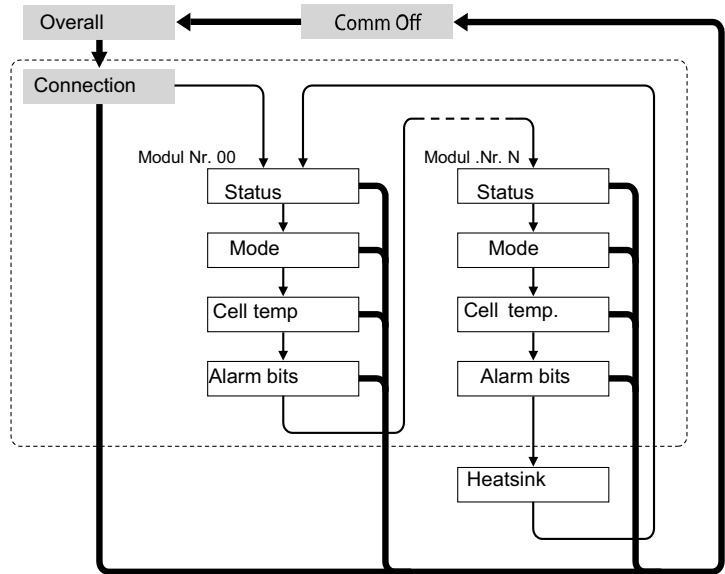 Overall
Comm Off
Connection
Modul Nr. 00
Modul .Nr. N
Status
Status
Mode
Mode
Cell temp
Cell temp.
Alarm bits
Alarm bits
Heatsink